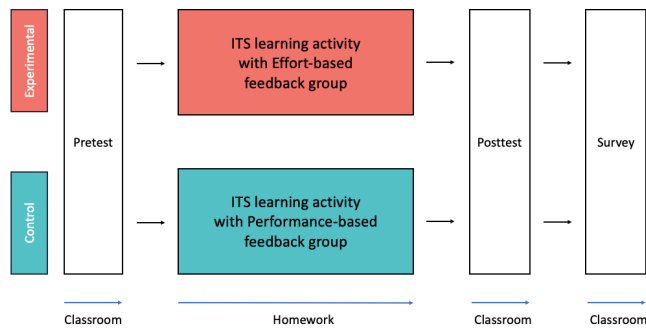 Experimental
ITS learning activity
with Effort-based
feedback group
Pretest
Posttest
Survey
Control
ITS learning activity
with Performance-based
feedback group
Classroom
Homework
Classroom
Classroom